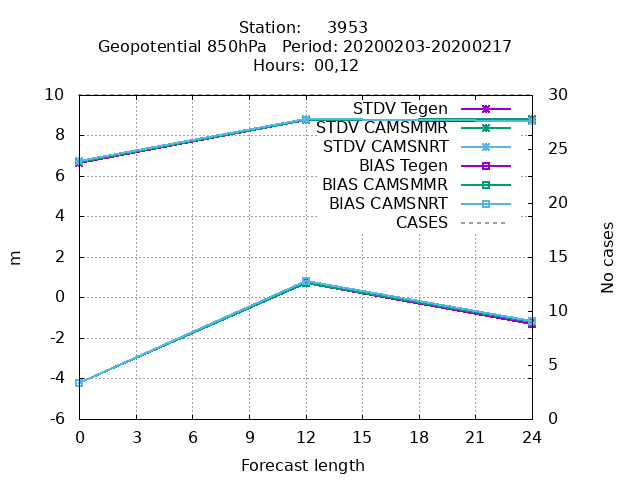 Station: 3953
Geopotential 850hPa Period: 20200203-20200217
Hours: 00,12
10
8
6
4
2
0
-2
-4
-6
m
30
25
20
15
10
5
0
No cases
STDV Tegen
STDV CAMSMMR
STDV CAMSNRT
BIAS Tegen
BIAS CAMSMMR
BIAS CAMSNRT
CASES
0 3 6 9 12 15 18 21 24
Forecast length